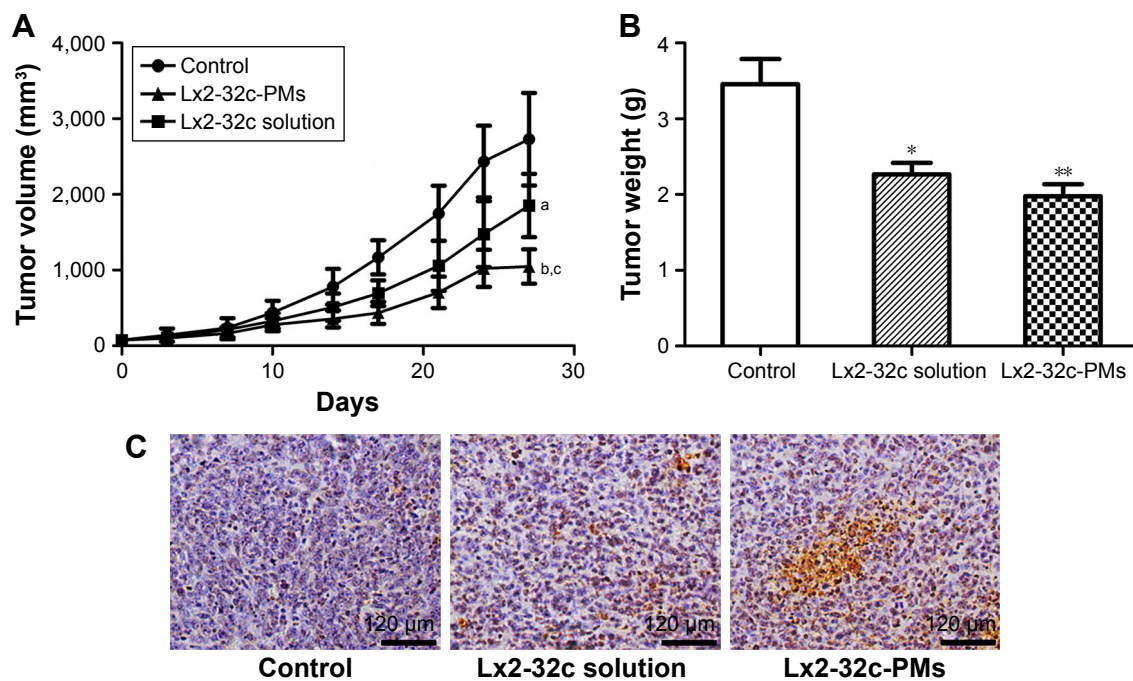 A
Tumor volume (mm³)
4,000
3,000
2,000
1,000
0
Control
Lx2-32c-PMs
Lx2-32c solution
a
b,c
0
10
20
30
Days
B
Tumor weight (g)
4
3
2
1
0
*
**
Control
Lx2-32c solution
Lx2-32c-PMs
C
120 µm
120 µm
120 µm
Control
Lx2-32c solution
Lx2-32c-PMs